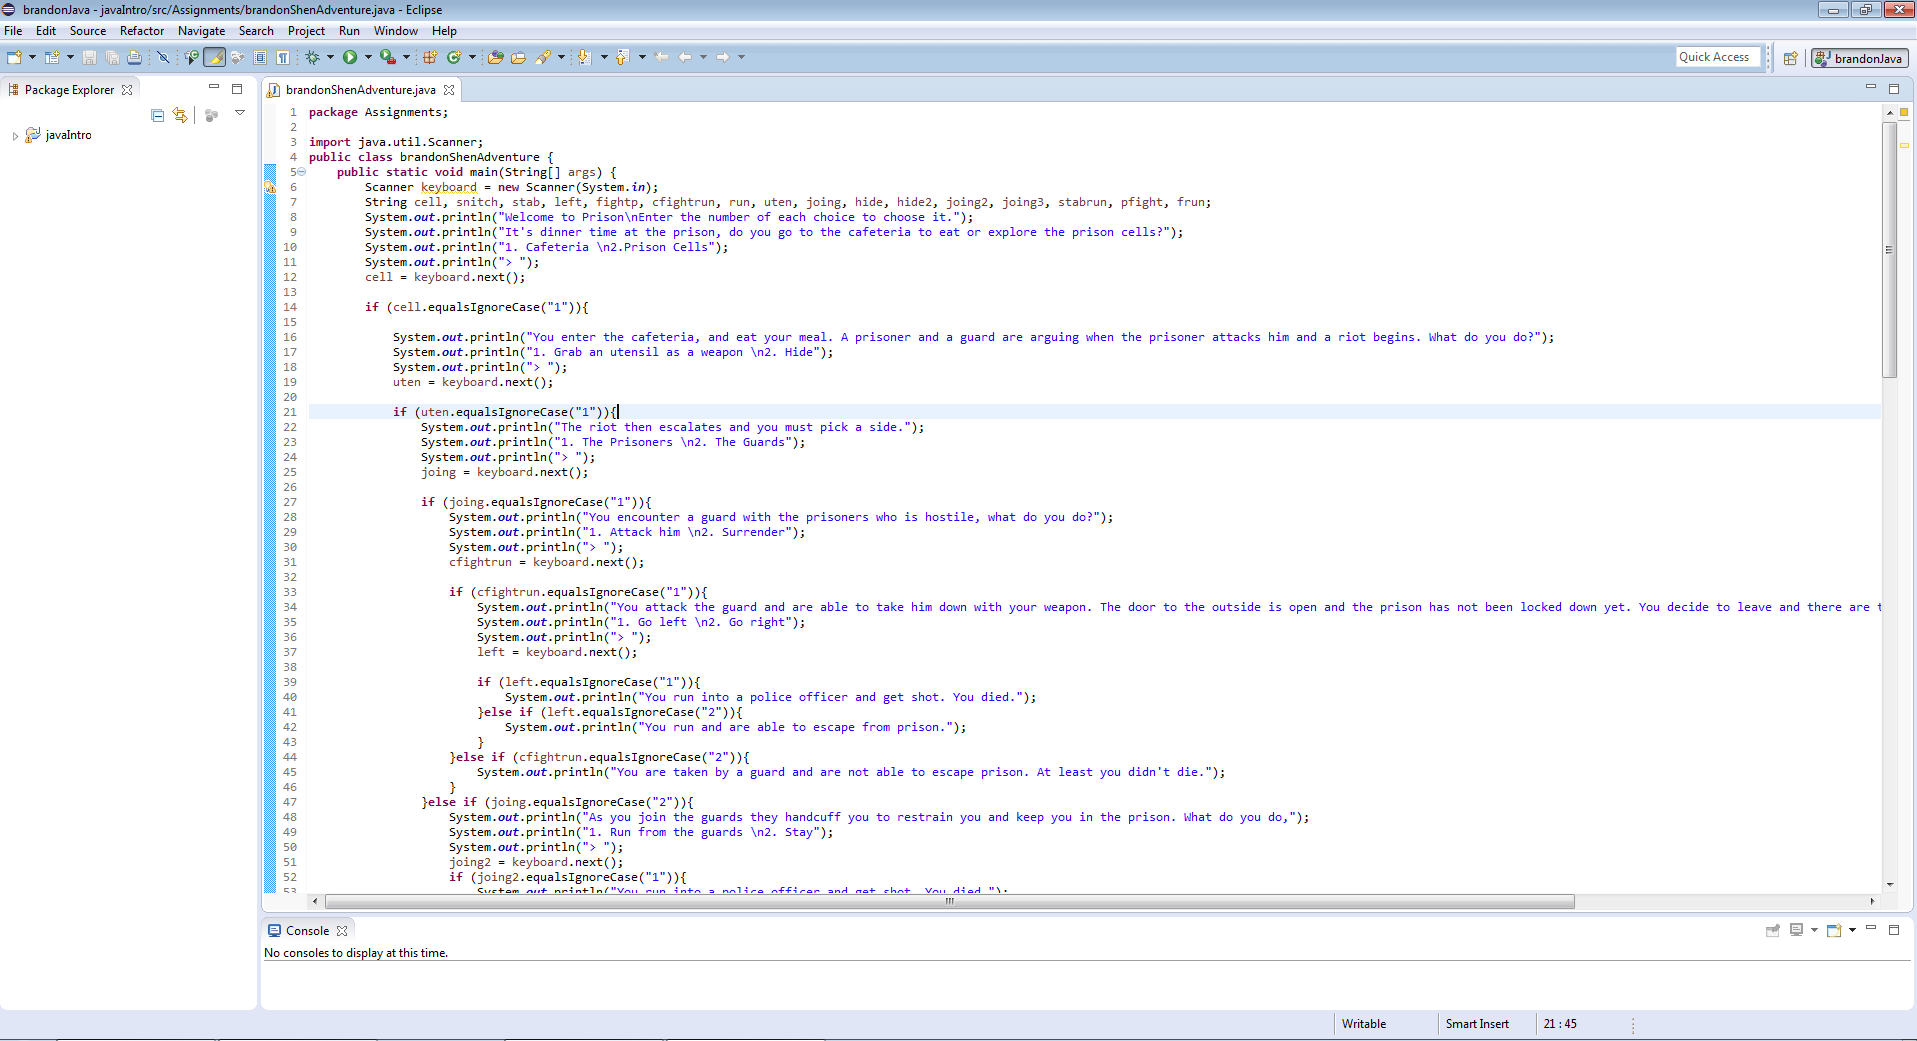 brandonJava - javaIntro/src/Assignments/brandonShenAdventure.java - Eclipse
File Edit Source Refactor Navigate Search Project Run Window Help
Quick Access
brandonJava
Package Explorer
javaIntro
brandonShenAdventure.java
1 package Assignments;
2
3 import java.util.Scanner;
4 public class brandonShenAdventure {
5 public static void main(String[] args) {
6 Scanner keyboard = new Scanner(System.in);
7 String cell, snitch, stab, left, fightp, cfightrun, run, uten, joing, hide, hide2, joing2, joing3, stabrun, pfight, frun;
8 System.out.println("Welcome to Prison\nEnter the number of each choice to choose it.");
9 System.out.println("It's dinner time at the prison, do you go to the cafeteria to eat or explore the prison cells?");
10 System.out.println("1. Cafeteria \n2.Prison Cells");
11 System.out.println("> ");
12 cell = keyboard.next();
13
14 if (cell.equalsIgnoreCase("1")){
15
16 System.out.println("You enter the cafeteria, and eat your meal. A prisoner and a guard are arguing when the prisoner attacks him and a riot begins. What do you do?");
17 System.out.println("1. Grab an utensil as a weapon \n2. Hide");
18 System.out.println("> ");
19 uten = keyboard.next();
20
21 if (uten.equalsIgnoreCase("1")){
22 System.out.println("The riot then escalates and you must pick a side.");
23 System.out.println("1. The Prisoners \n2. The Guards");
24 System.out.println("> ");
25 joing = keyboard.next();
26
27 if (joing.equalsIgnoreCase("1")){
28 System.out.println("You encounter a guard with the prisoners who is hostile, what do you do?");
29 System.out.println("1. Attack him \n2. Surrender");
30 System.out.println("> ");
31 cfightrun = keyboard.next();
32
33 if (cfightrun.equalsIgnoreCase("1")){
34 System.out.println("You attack the guard and are able to take him down with your weapon. The door to the outside is open and the prison has not been locked down yet. You decide to leave and there are t
35 System.out.println("1. Go left \n2. Go right");
36 System.out.println("> ");
37 left = keyboard.next();
38
39 if (left.equalsIgnoreCase("1")){
40 System.out.println("You run into a police officer and get shot. You died.");
41 }else if (left.equalsIgnoreCase("2")){
42 System.out.println("You run and are able to escape from prison.");
43 }
44 }else if (cfightrun.equalsIgnoreCase("2")){
45 System.out.println("You are taken by a guard and are not able to escape prison. At least you didn't die.");
46 }
47 }else if (joing.equalsIgnoreCase("2")){
48 System.out.println("As you join the guards they handcuff you to restrain you and keep you in the prison. What do you do,");
49 System.out.println("1. Run from the guards \n2. Stay");
50 System.out.println("> ");
51 joing2 = keyboard.next();
52 if (joing2.equalsIgnoreCase("1")){
53 System.out.println("You run into a police officer and get shot. You died.");
Console
No consoles to display at this time.
Writable Smart Insert 21 : 45